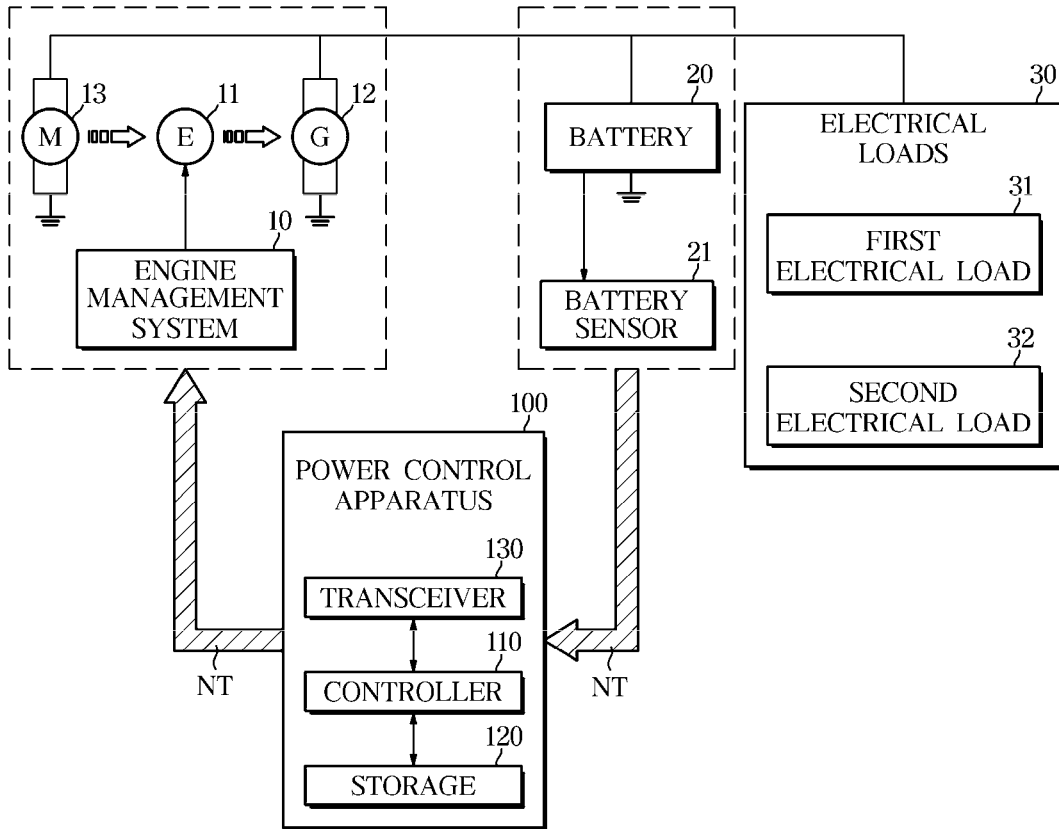 13
11
12
M
E
G
10
ENGINE
MANAGEMENT
SYSTEM
20
BATTERY
21
BATTERY
SENSOR
30
ELECTRICAL
LOADS
31
FIRST
ELECTRICAL LOAD
32
SECOND
ELECTRICAL LOAD
100
POWER CONTROL
APPARATUS
130
TRANSCEIVER
110
CONTROLLER
120
STORAGE
NT
NT